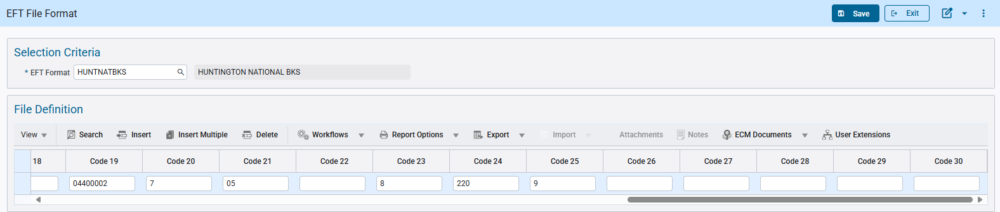 EFT File Format Save Exit
Selection Criteria
* EFT Format HUNTNATBKS HUNTINGTON NATIONAL BKS
File Definition
View Search Insert Insert Multiple Delete Workflows Report Options Export Import Attachments Notes ECM Documents User Extensions
18 Code 19 Code 20 Code 21 Code 22 Code 23 Code 24 Code 25 Code 26 Code 27 Code 28 Code 29 Code 30
04400002 7 05 8 220 9